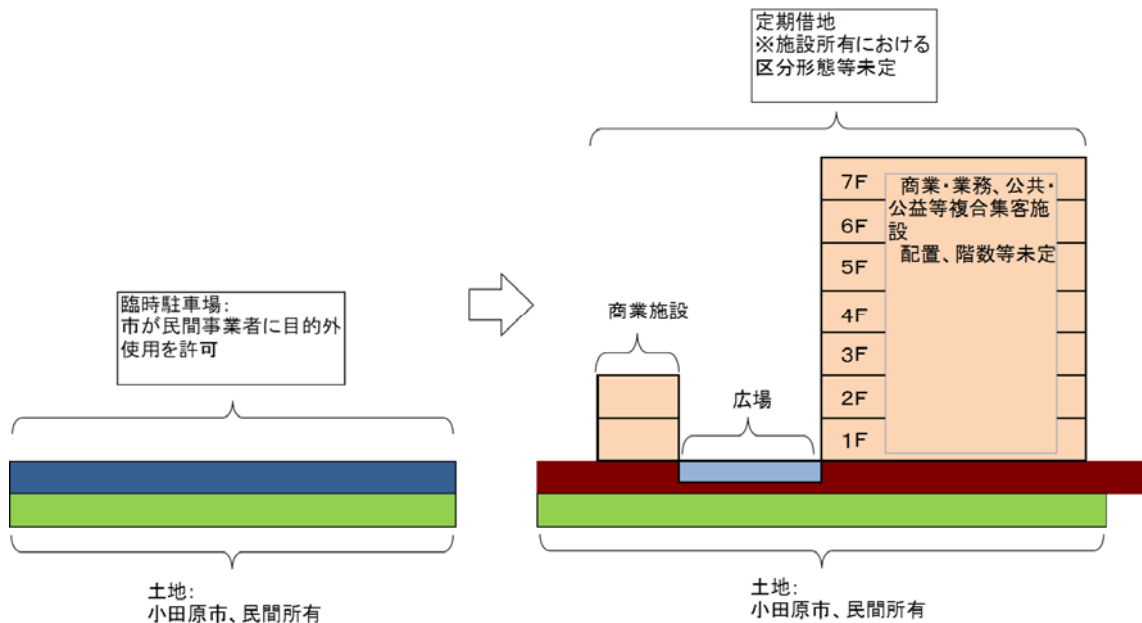 臨時駐車場:
市が民間事業者に目的外
使用を許可
土地:
小田原市、民間所有
定期借地
※施設所有における
区分形態等未定
商業施設
広場
7F
6F
5F
4F
3F
2F
1F
商業・業務、公共・
公益等複合集客施
設
配置、階数等未定
土地:
小田原市、民間所有